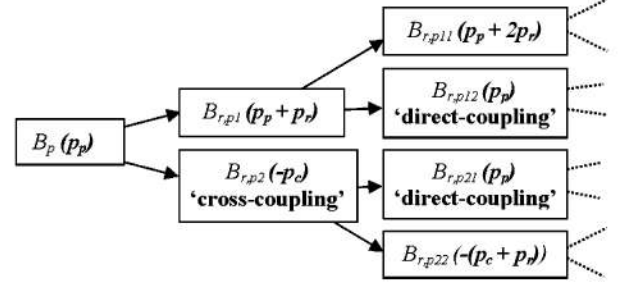 B_{r,p11} (p_p + 2p_r)
B_{r,p12} (p_p)
'direct-coupling'
B_{r,p1} (p_p + p_r)
B_p (p_p)
B_{r,p2} (-p_c)
'cross-coupling'
B_{r,p21} (p_p)
'direct-coupling'
B_{r,p22} (-(p_c + p_r))